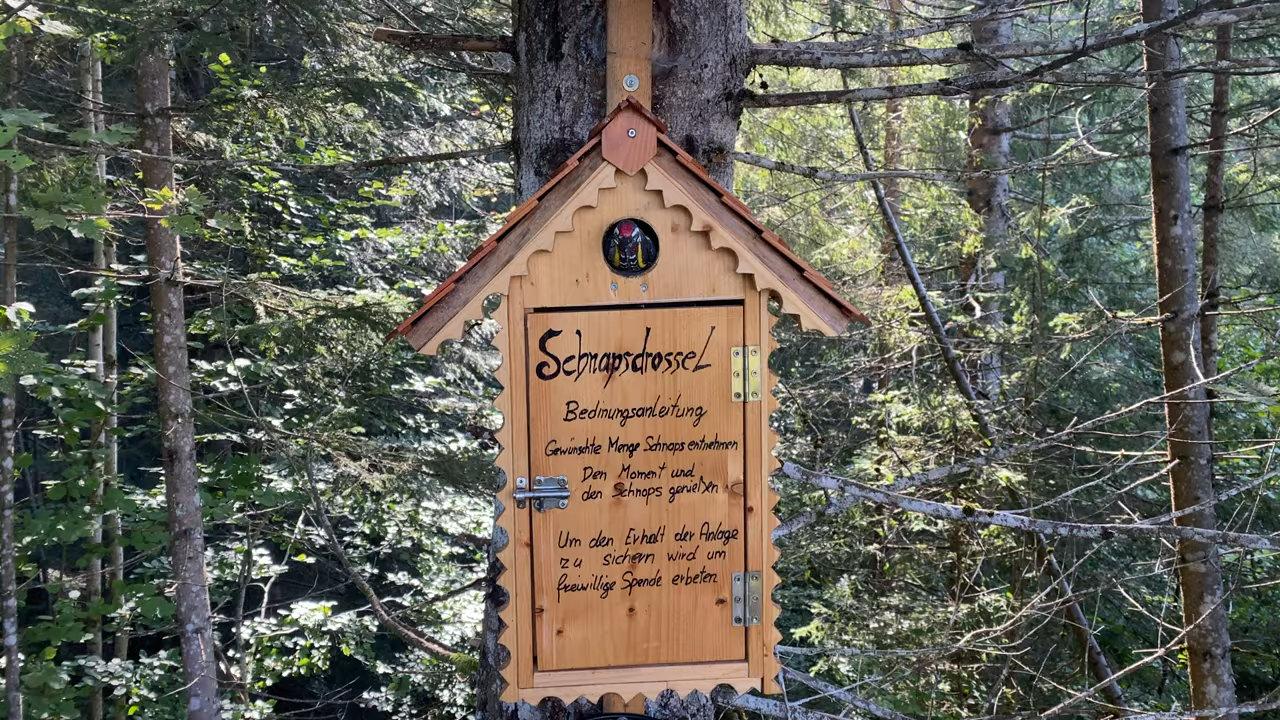 Schnapsdrossel
Bedinungsanleitung
Gewünschte Menge Schnaps entnehmen
Den Moment und
den Schnaps genießen
Um den Erhalt der Anlage
zu sichern wird um
freiwillige Spende erbeten